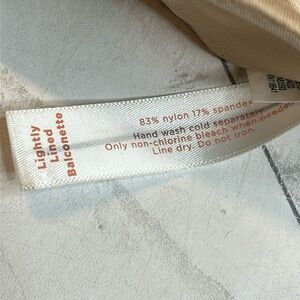 Lightly
Lined
Balconette
83% nylon 17% spandex
Hand wash cold separately
Only non-chlorine bleach when needed
Line dry. Do not iron.